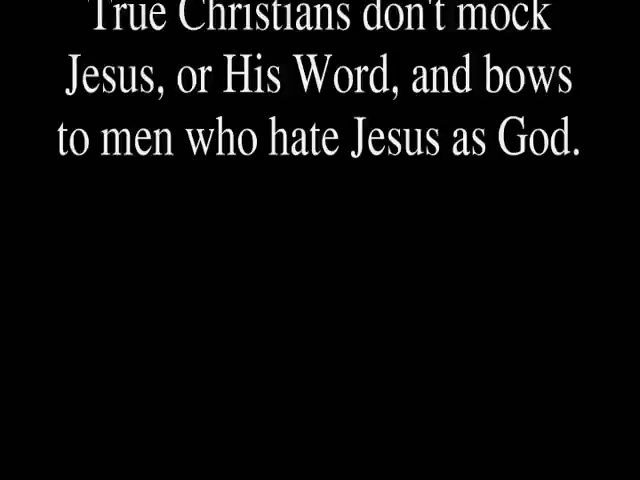 True Christians don't mock
Jesus, or His Word, and bows
to men who hate Jesus as God.